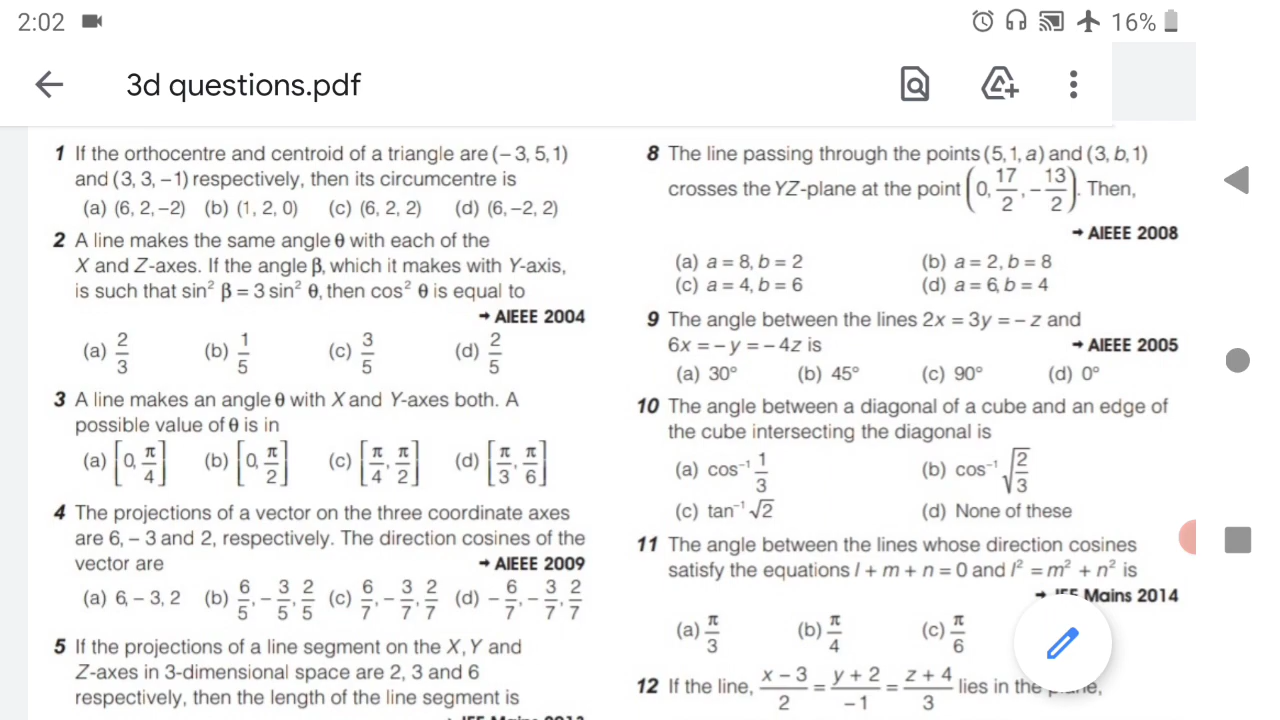 2:02
16%
3d questions.pdf
1 If the orthocentre and centroid of a triangle are (– 3, 5, 1)
and (3, 3, – 1) respectively, then its circumcentre is
(a) (6, 2, –2) (b) (1, 2, 0) (c) (6, 2, 2) (d) (6, –2, 2)
2 A line makes the same angle θ with each of the
X and Z-axes. If the angle β, which it makes with Y-axis,
is such that sin² β = 3 sin² θ, then cos² θ is equal to
→ AIEEE 2004
(a) 2/3 (b) 1/5 (c) 3/5 (d) 2/5
3 A line makes an angle θ with X and Y-axes both. A
possible value of θ is in
(a) [0, π/4] (b) [0, π/2] (c) [π/4, π/2] (d) [π/3, π/6]
4 The projections of a vector on the three coordinate axes
are 6, – 3 and 2, respectively. The direction cosines of the
vector are → AIEEE 2009
(a) 6, – 3, 2 (b) 6/5, – 3/5, 2/5 (c) 6/7, – 3/7, 2/7 (d) – 6/7, – 3/7, 2/7
5 If the projections of a line segment on the X, Y and
Z-axes in 3-dimensional space are 2, 3 and 6
respectively, then the length of the line segment is
8 The line passing through the points (5, 1, a) and (3, b, 1)
crosses the YZ-plane at the point (0, 17/2, – 13/2). Then,
→ AIEEE 2008
(a) a = 8, b = 2 (b) a = 2, b = 8
(c) a = 4, b = 6 (d) a = 6, b = 4
9 The angle between the lines 2x = 3y = – z and
6x = – y = – 4z is → AIEEE 2005
(a) 30° (b) 45° (c) 90° (d) 0°
10 The angle between a diagonal of a cube and an edge of
the cube intersecting the diagonal is
(a) cos⁻¹ 1/3 (b) cos⁻¹ √(2/3)
(c) tan⁻¹ √2 (d) None of these
11 The angle between the lines whose direction cosines
satisfy the equations l + m + n = 0 and l² = m² + n² is
→ Mains 2014
(a) π/3 (b) π/4 (c) π/6
12 If the line, (x – 3)/2 = (y + 2)/–1 = (z + 4)/3 lies in the